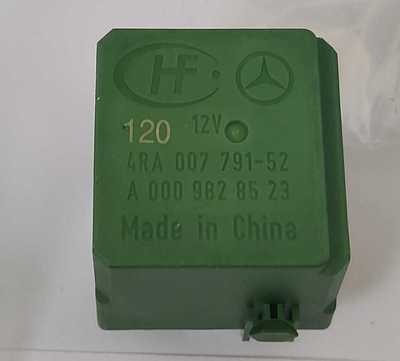 HF
120 12V
4RA 007 791-52
A 000 982 85 23
Made in China